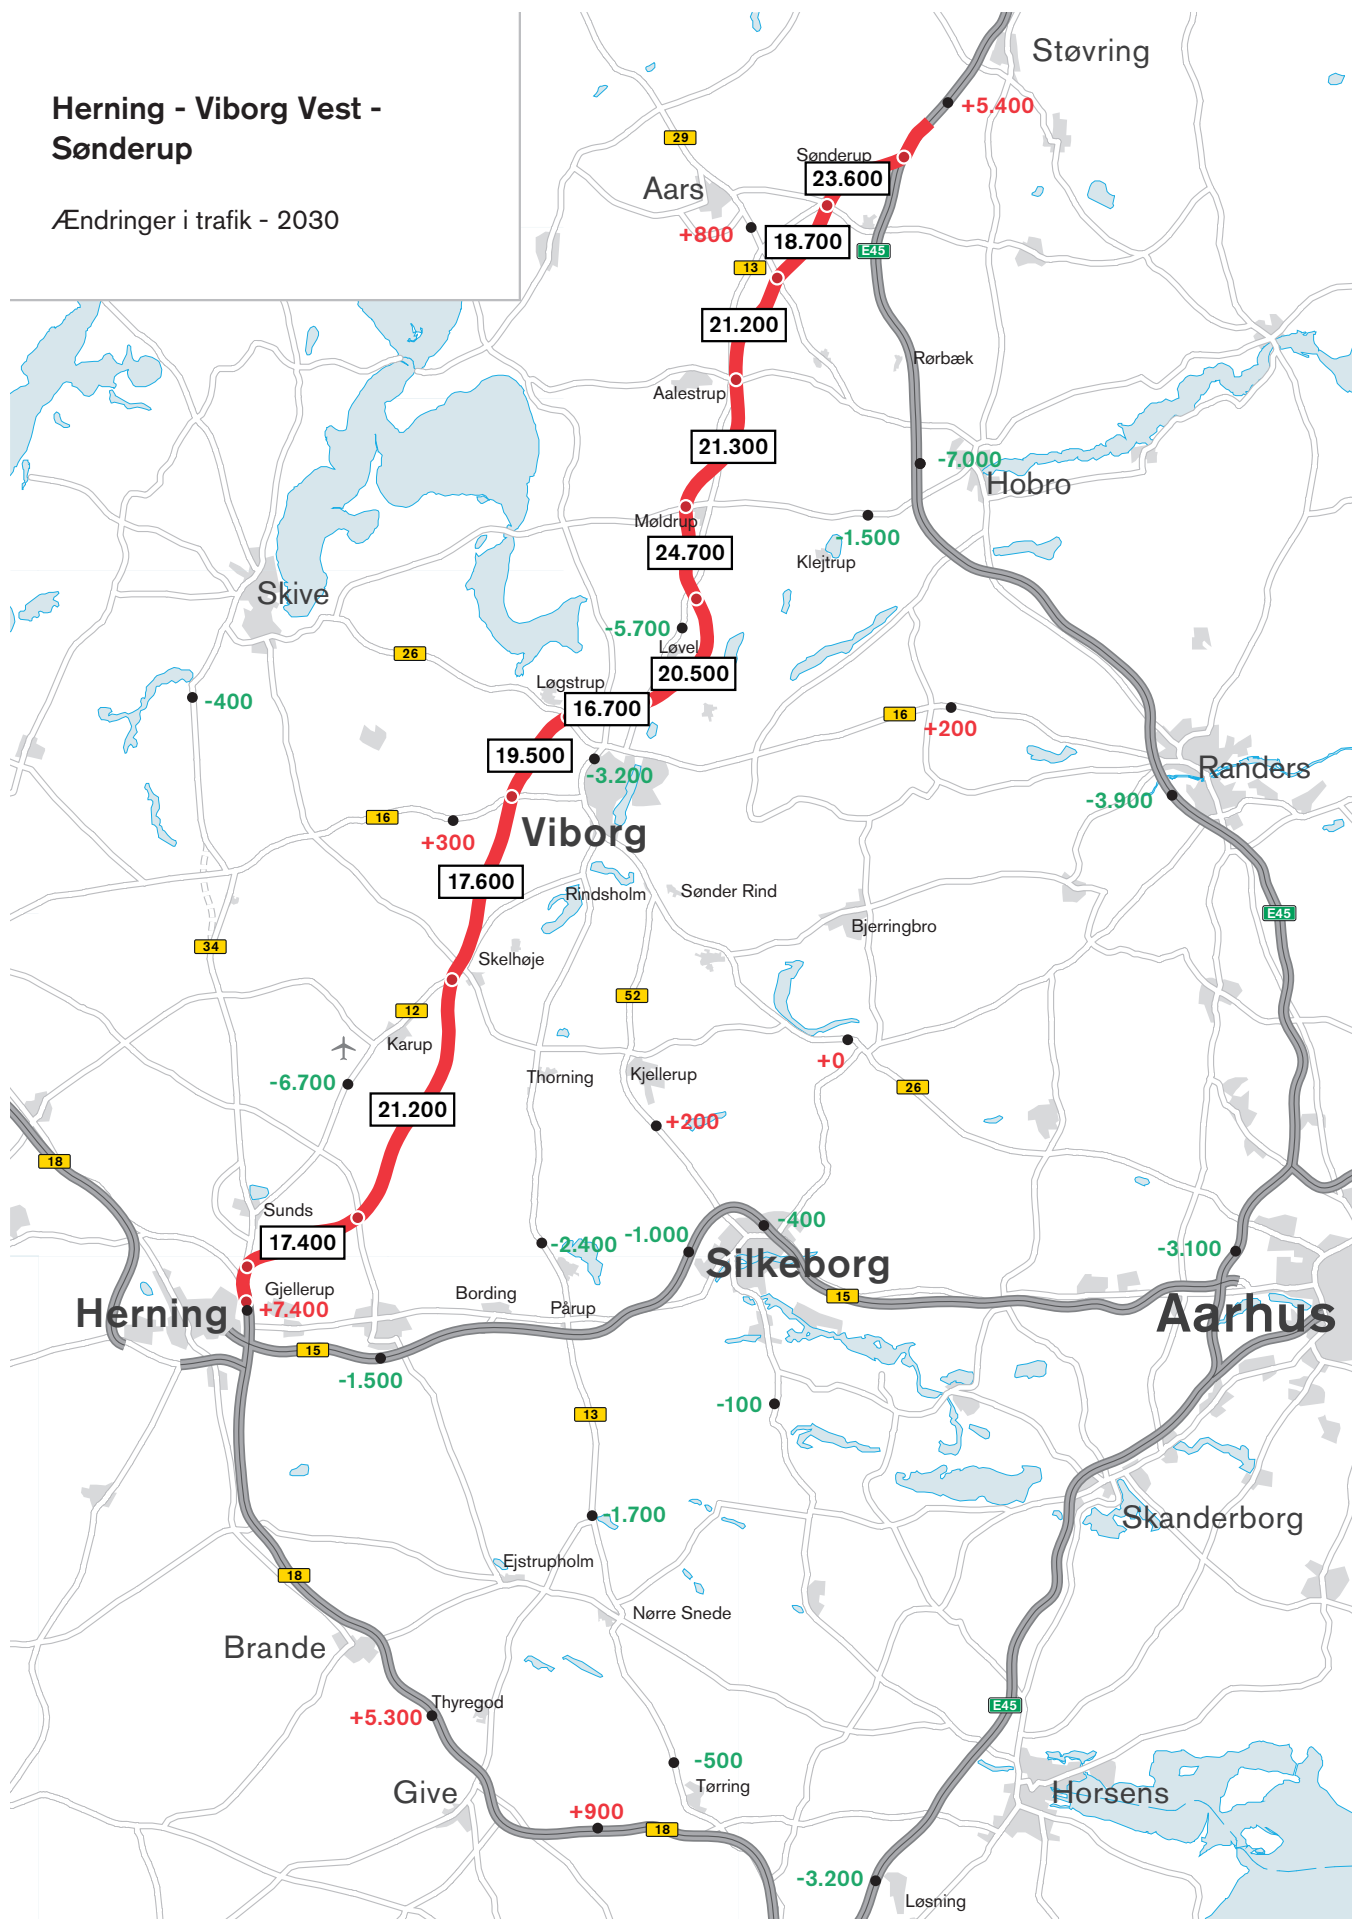 Herning - Viborg Vest -
Sønderup
Ændringer i trafik - 2030
Støvring
+5.400
29
Sønderup
23.600
Aars
+800
18.700
E45
13
21.200
Rørbæk
Aalestrup
21.300
-7.000
Hobro
Møldrup
-1.500
24.700
Klejtrup
Skive
-5.700
Løvel
26
20.500
Løgstrup
-400
16.700
16
+200
19.500
-3.200
Randers
-3.900
16
+300
Viborg
17.600
Rindsholm
Sønder Rind
E45
Bjerringbro
34
Skelhøje
52
12
Karup
+0
-6.700
Thorning
Kjellerup
26
21.200
+200
18
Sunds
-400
17.400
-2.400
-1.000
-3.100
Silkeborg
Gjellerup
Bording
15
Herning
+7.400
Pårup
Aarhus
15
-1.500
-100
13
-1.700
Skanderborg
Ejstrupholm
18
Nørre Snede
Brande
Thyregod
+5.300
E45
-500
Tørring
Give
Horsens
+900
18
-3.200
Løsning